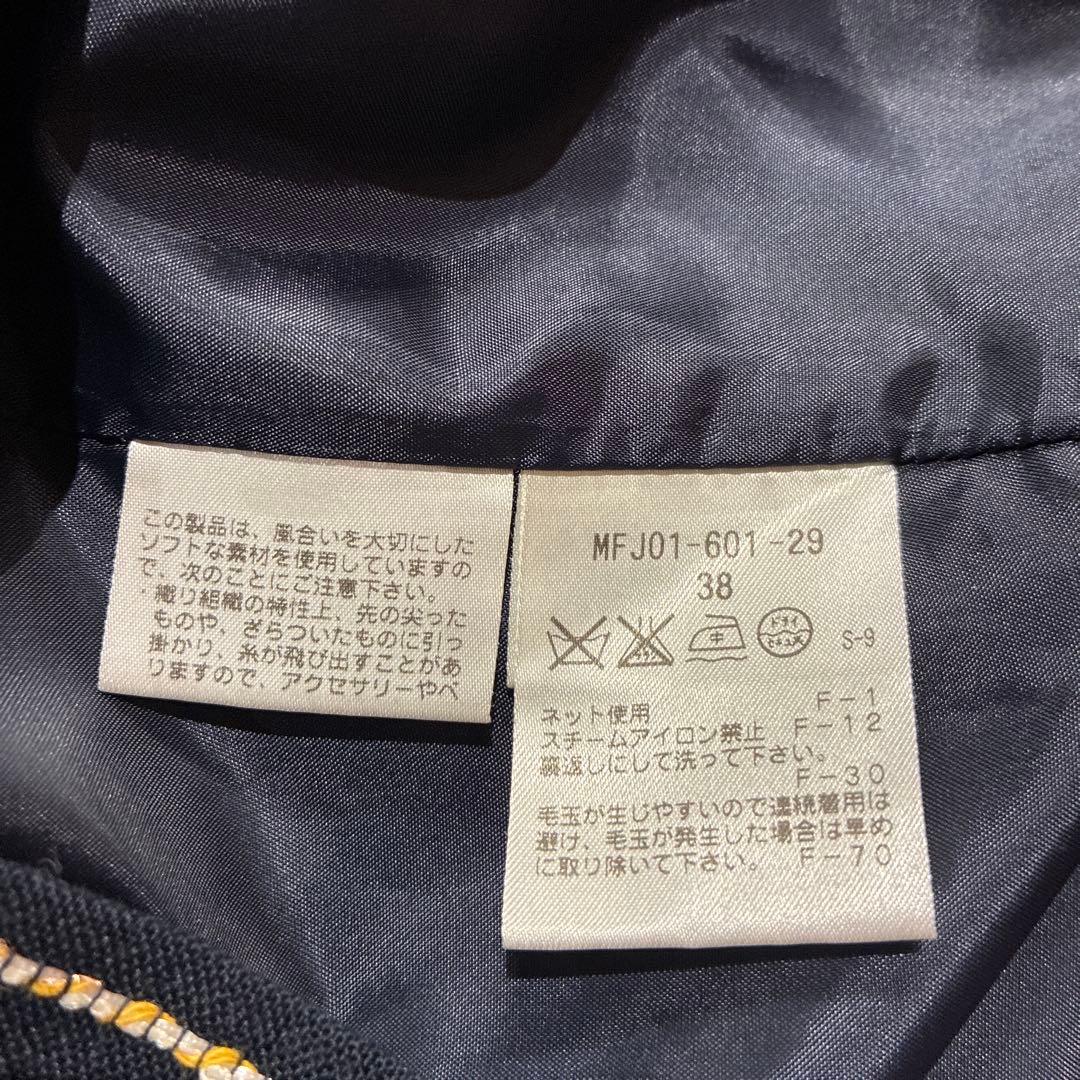 この製品は、風合いを大切にした
ソフトな素材を使用していますの
で、次のことにご注意下さい。
・織り組織の特性上、先の尖った
ものや、ざらついたものに引っ
掛かり、糸が飛び出すことがあ
りますので、アクセサリーやベ
MFJ01-601-29
38
中 ドライ セキユ系 S-9
ネット使用 F-1
スチームアイロン禁止 F-12
裏返しにして洗って下さい。
F-30
毛玉が生じやすいので連続着用は
避け、毛玉が発生した場合は早め
に取り除いて下さい。 F-70